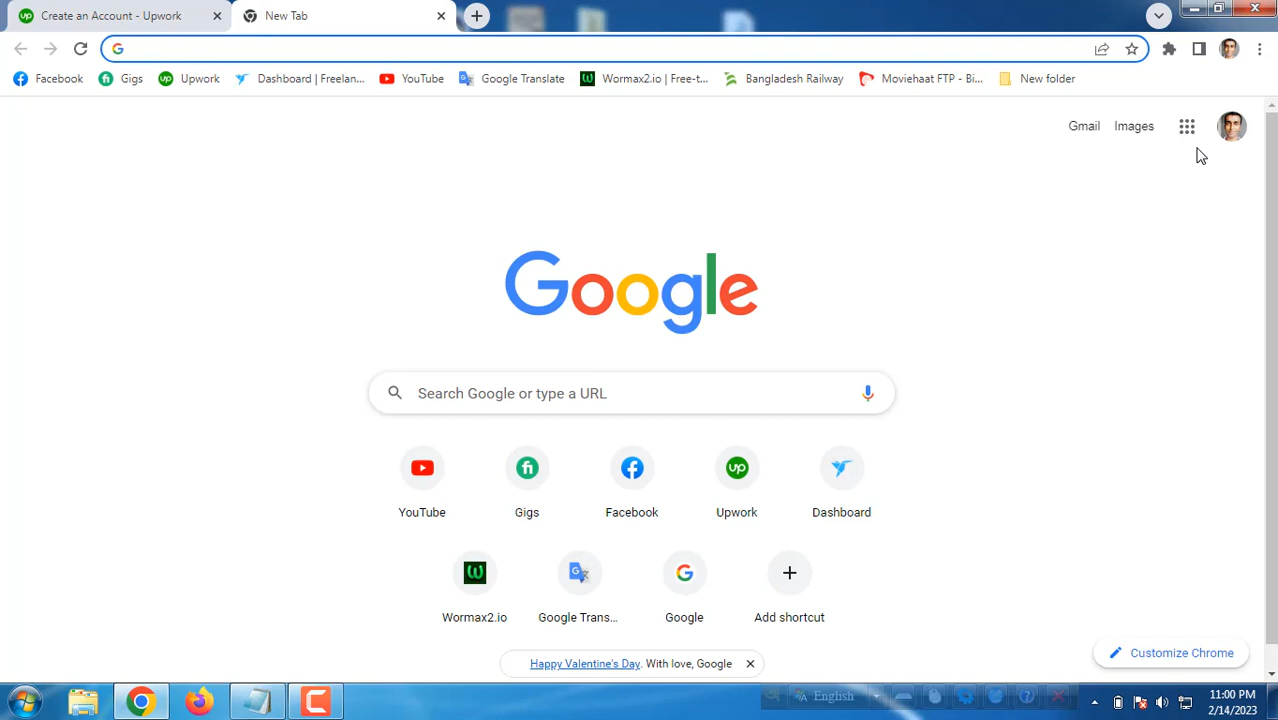 Create an Account - Upwork
New Tab
Facebook
Gigs
Upwork
Dashboard | Freelan...
YouTube
Google Translate
Wormax2.io | Free-t...
Bangladesh Railway
Moviehaat FTP - Bi...
New folder
Gmail
Images
Google
Search Google or type a URL
YouTube
Gigs
Facebook
Upwork
Dashboard
Wormax2.io
Google Trans...
Google
Add shortcut
Happy Valentine's Day. With love, Google
Customize Chrome
English
11:00 PM
2/14/2023